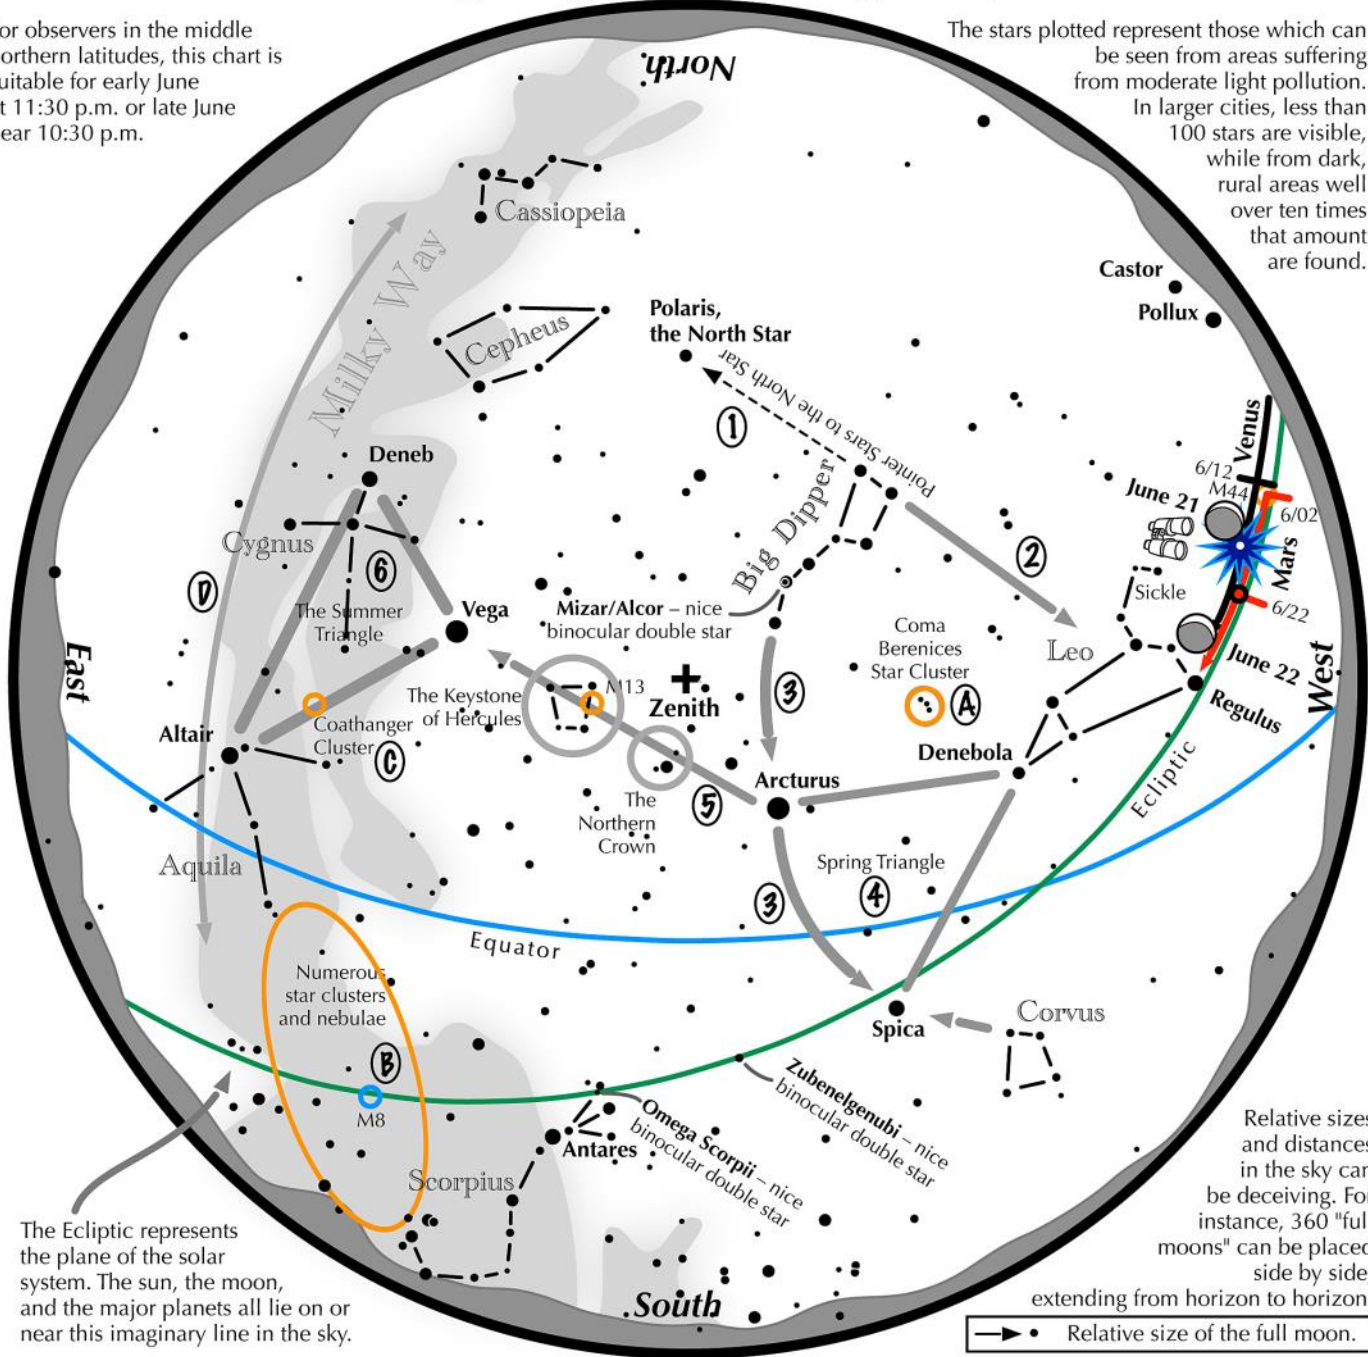 or observers in the middle
orthern latitudes, this chart is
uitable for early June
t 11:30 p.m. or late June
ear 10:30 p.m.
The stars plotted represent those which can
be seen from areas suffering
from moderate light pollution.
In larger cities, less than
100 stars are visible,
while from dark,
rural areas well
over ten times
that amount
are found.
North
Cassiopeia
Milky Way
Castor
Pollux
Polaris,
the North Star
Cepheus
Pointer Stars to the North Star
1
Deneb
Big Dipper
Venus
6/12
M44
June 21
6/02
Mars
Cygnus
6
2
D
Sickle
6/22
The Summer
Triangle
Vega
Mizar/Alcor – nice
binocular double star
Coma
Berenices
Star Cluster
Leo
June 22
East
West
The Keystone
of Hercules
M13
Zenith
3
A
Regulus
Altair
Coathanger
Cluster
C
Denebola
Arcturus
The
Northern
Crown
5
Ecliptic
Aquila
Spring Triangle
3
4
Equator
Numerous
star clusters
and nebulae
Spica
Corvus
B
M8
Zubenelgenubi – nice
binocular double star
Omega Scorpii – nice
binocular double star
Antares
Scorpius
South
The Ecliptic represents
the plane of the solar
system. The sun, the moon,
and the major planets all lie on or
near this imaginary line in the sky.
Relative sizes
and distances
in the sky can
be deceiving. For
instance, 360 "full
moons" can be placed
side by side
extending from horizon to horizon
Relative size of the full moon.